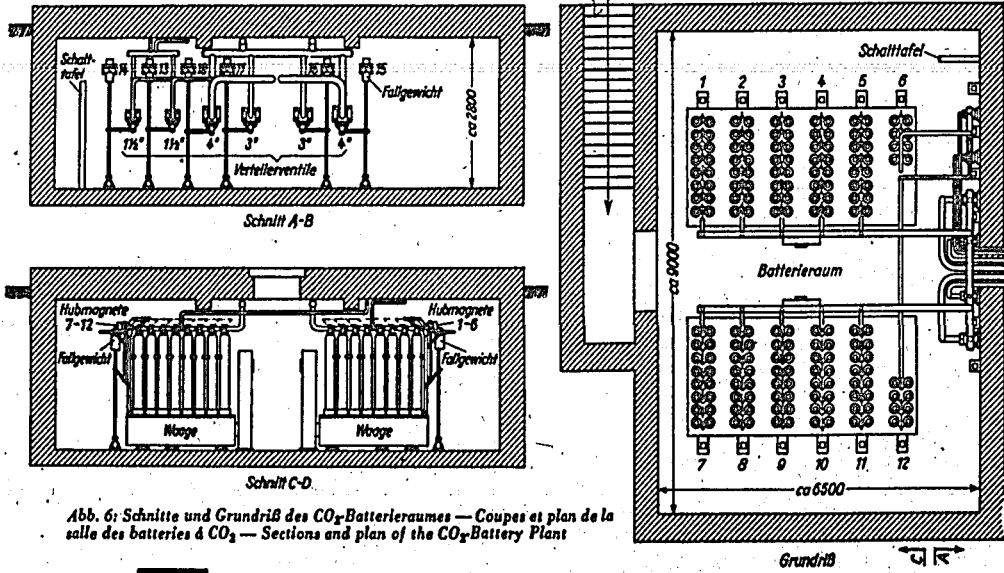 Schalt-
tafel
14 13 18 17 16 15
Fallgewicht
1½" 1½" 4" 3" 3" 4"
Verteilerventile
ca 2800
Schnitt A-B
Hubmagnete
7-12
Fallgewicht
Hubmagnete
1-6
Fallgewicht
Waage
Waage
Schnitt C-D
Abb. 6: Schnitte und Grundriß des CO₂-Batterieraumes — Coupes et plan de la
salle des batteries à CO₂ — Sections and plan of the CO₂-Battery Plant
Schalttafel
1 2 3 4 5 6
ca 9000
Batterieraum
7 8 9 10 11 12
ca 6500
Grundriß
C A